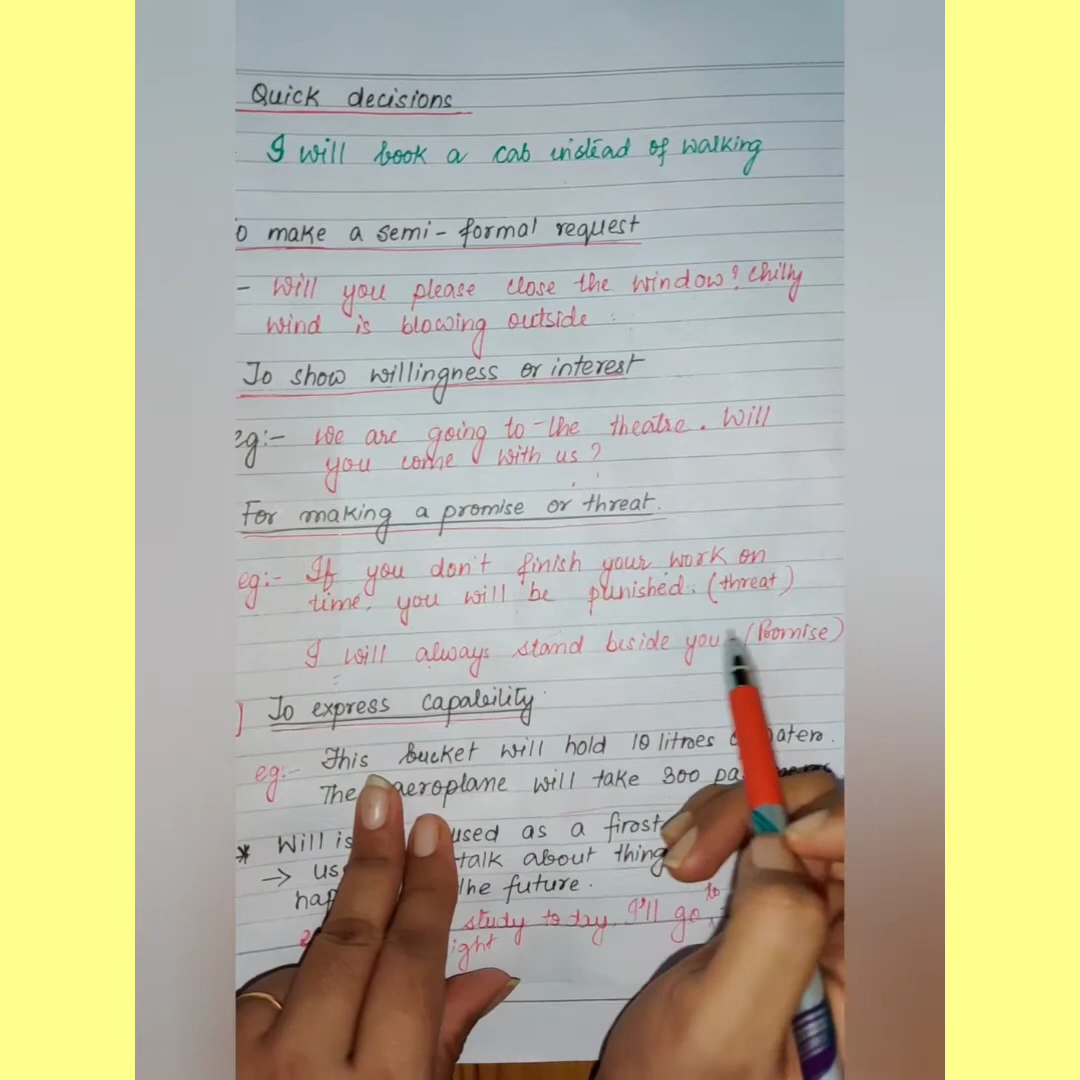 Quick decisions
I will book a cab instead of walking
o make a semi-formal request
- Will you please close the window? Chilly
wind is blowing outside.
To show willingness or interest
eg:- We are going to the theatre. Will
you come with us?
For making a promise or threat.
eg:- If you don't finish your work on
time, you will be punished. (threat)
I will always stand beside you (Promise)
] To express capability
eg:- This bucket will hold 10 litres water.
The aeroplane will take 300
* Will is used as a
→ talk about thing
the future.
study today, I'll go to
ight